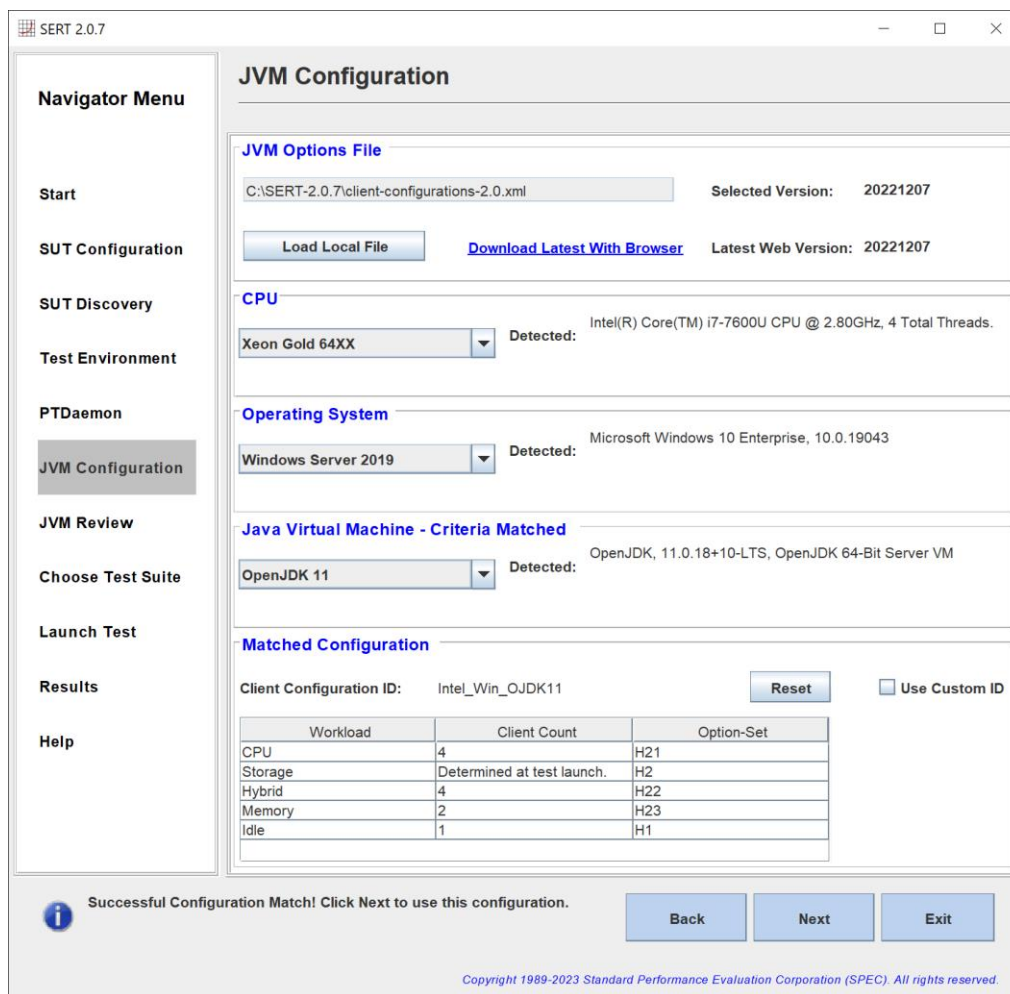 SERT 2.0.7
Navigator Menu
Start
SUT Configuration
SUT Discovery
Test Environment
PTDaemon
JVM Configuration
JVM Review
Choose Test Suite
Launch Test
Results
Help
JVM Configuration
JVM Options File
C:\SERT-2.0.7\client-configurations-2.0.xml Selected Version: 20221207
Load Local File Download Latest With Browser Latest Web Version: 20221207
CPU
Xeon Gold 64XX Detected: Intel(R) Core(TM) i7-7600U CPU @ 2.80GHz, 4 Total Threads.
Operating System
Windows Server 2019 Detected: Microsoft Windows 10 Enterprise, 10.0.19043
Java Virtual Machine - Criteria Matched
OpenJDK 11 Detected: OpenJDK, 11.0.18+10-LTS, OpenJDK 64-Bit Server VM
Matched Configuration
Client Configuration ID: Intel_Win_OJDK11 Reset Use Custom ID
Workload Client Count Option-Set
CPU 4 H21
Storage Determined at test launch. H2
Hybrid 4 H22
Memory 2 H23
Idle 1 H1
Successful Configuration Match! Click Next to use this configuration.
Back Next Exit
Copyright 1989-2023 Standard Performance Evaluation Corporation (SPEC). All rights reserved.